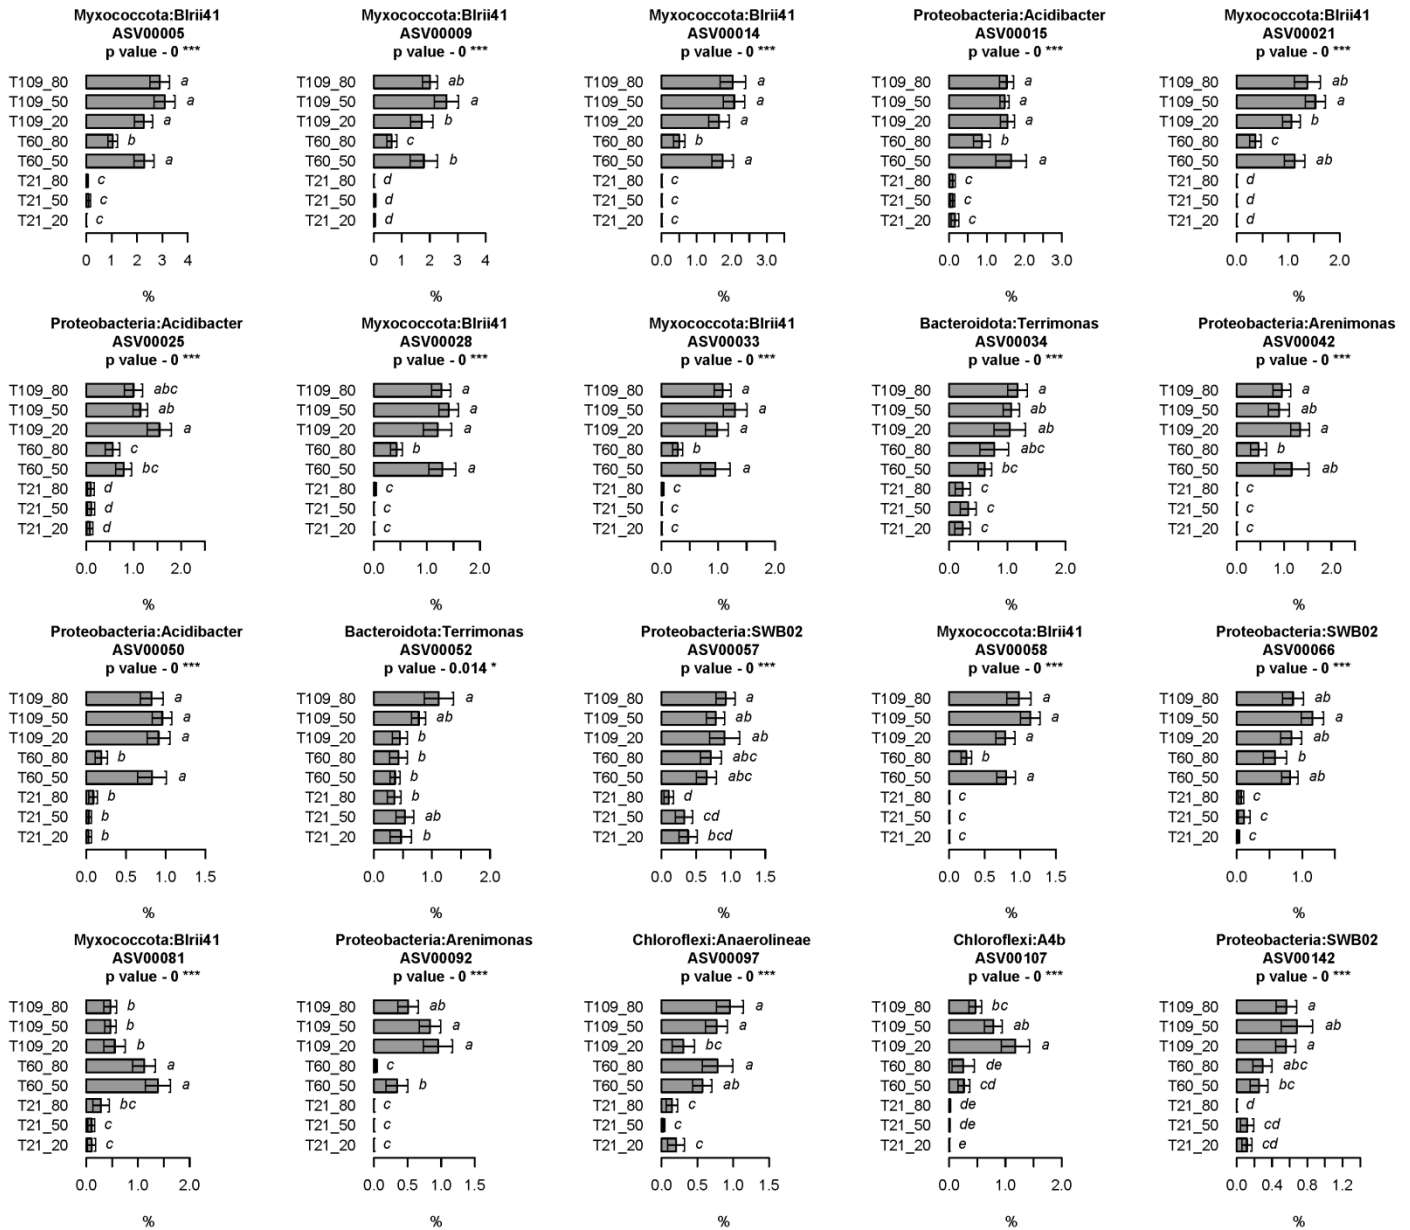 Myxococcota:Blrii41
ASV00005
p value - 0 ***
T109_80 a
T109_50 a
T109_20 a
T60_80 b
T60_50 a
T21_80 c
T21_50 c
T21_20 c
0 1 2 3 4
%
Myxococcota:Blrii41
ASV00009
p value - 0 ***
T109_80 ab
T109_50 a
T109_20 b
T60_80 c
T60_50 b
T21_80 d
T21_50 d
T21_20 d
0 1 2 3 4
%
Myxococcota:Blrii41
ASV00014
p value - 0 ***
T109_80 a
T109_50 a
T109_20 a
T60_80 b
T60_50 a
T21_80 c
T21_50 c
T21_20 c
0.0 1.0 2.0 3.0
%
Proteobacteria:Acidibacter
ASV00015
p value - 0 ***
T109_80 a
T109_50 a
T109_20 a
T60_80 b
T60_50 a
T21_80 c
T21_50 c
T21_20 c
0.0 1.0 2.0 3.0
%
Myxococcota:Blrii41
ASV00021
p value - 0 ***
T109_80 ab
T109_50 a
T109_20 b
T60_80 c
T60_50 ab
T21_80 d
T21_50 d
T21_20 d
0.0 1.0 2.0
%
Proteobacteria:Acidibacter
ASV00025
p value - 0 ***
T109_80 abc
T109_50 ab
T109_20 a
T60_80 c
T60_50 bc
T21_80 d
T21_50 d
T21_20 d
0.0 1.0 2.0
%
Myxococcota:Blrii41
ASV00028
p value - 0 ***
T109_80 a
T109_50 a
T109_20 a
T60_80 b
T60_50 a
T21_80 c
T21_50 c
T21_20 c
0.0 1.0 2.0
%
Myxococcota:Blrii41
ASV00033
p value - 0 ***
T109_80 a
T109_50 a
T109_20 a
T60_80 b
T60_50 a
T21_80 c
T21_50 c
T21_20 c
0.0 1.0 2.0
%
Bacteroidota:Terrimonas
ASV00034
p value - 0 ***
T109_80 a
T109_50 ab
T109_20 ab
T60_80 abc
T60_50 bc
T21_80 c
T21_50 c
T21_20 c
0.0 1.0 2.0
%
Proteobacteria:Arenimonas
ASV00042
p value - 0 ***
T109_80 a
T109_50 ab
T109_20 a
T60_80 b
T60_50 ab
T21_80 c
T21_50 c
T21_20 c
0.0 1.0 2.0
%
Proteobacteria:Acidibacter
ASV00050
p value - 0 ***
T109_80 a
T109_50 a
T109_20 a
T60_80 b
T60_50 a
T21_80 b
T21_50 b
T21_20 b
0.0 0.5 1.0 1.5
%
Bacteroidota:Terrimonas
ASV00052
p value - 0.014 *
T109_80 a
T109_50 ab
T109_20 b
T60_80 b
T60_50 b
T21_80 b
T21_50 ab
T21_20 b
0.0 1.0 2.0
%
Proteobacteria:SWB02
ASV00057
p value - 0 ***
T109_80 a
T109_50 ab
T109_20 ab
T60_80 abc
T60_50 abc
T21_80 d
T21_50 cd
T21_20 bcd
0.0 0.5 1.0 1.5
%
Myxococcota:Blrii41
ASV00058
p value - 0 ***
T109_80 a
T109_50 a
T109_20 a
T60_80 b
T60_50 a
T21_80 c
T21_50 c
T21_20 c
0.0 0.5 1.0 1.5
%
Proteobacteria:SWB02
ASV00066
p value - 0 ***
T109_80 ab
T109_50 a
T109_20 ab
T60_80 b
T60_50 ab
T21_80 c
T21_50 c
T21_20 c
0.0 1.0
%
Myxococcota:Blrii41
ASV00081
p value - 0 ***
T109_80 b
T109_50 b
T109_20 b
T60_80 a
T60_50 a
T21_80 bc
T21_50 c
T21_20 c
0.0 1.0 2.0
%
Proteobacteria:Arenimonas
ASV00092
p value - 0 ***
T109_80 ab
T109_50 a
T109_20 a
T60_80 c
T60_50 b
T21_80 c
T21_50 c
T21_20 c
0.0 0.5 1.0 1.5
%
Chloroflexi:Anaerolineae
ASV00097
p value - 0 ***
T109_80 a
T109_50 a
T109_20 bc
T60_80 a
T60_50 ab
T21_80 c
T21_50 c
T21_20 c
0.0 0.5 1.0 1.5
%
Chloroflexi:A4b
ASV00107
p value - 0 ***
T109_80 bc
T109_50 ab
T109_20 a
T60_80 de
T60_50 cd
T21_80 de
T21_50 de
T21_20 e
0.0 0.5 1.0 1.5
%
Proteobacteria:SWB02
ASV00142
p value - 0 ***
T109_80 a
T109_50 ab
T109_20 a
T60_80 abc
T60_50 bc
T21_80 d
T21_50 cd
T21_20 cd
0.0 0.4 0.8 1.2
%